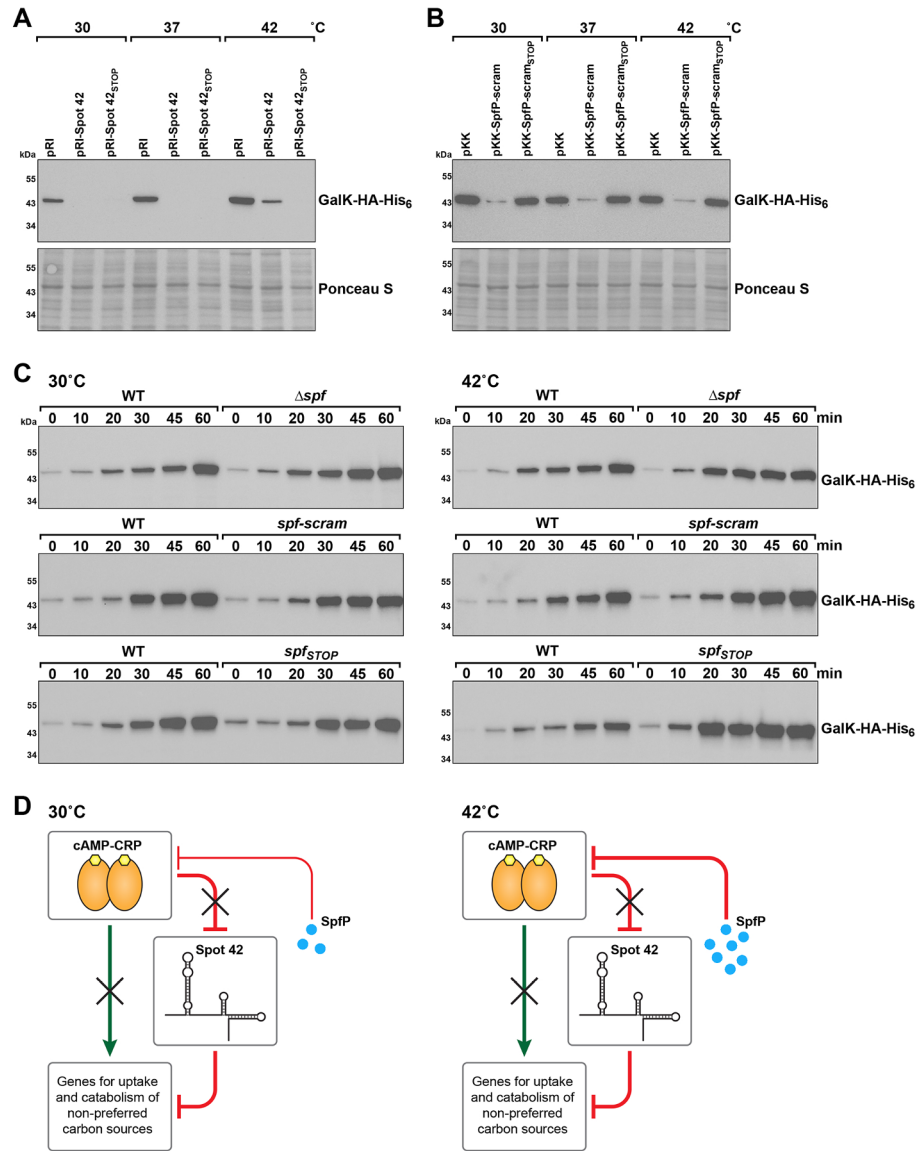 A
30 37 42 ˚C
pRI pRI-Spot 42 pRI-Spot 42STOP pRI pRI-Spot 42 pRI-Spot 42STOP pRI pRI-Spot 42 pRI-Spot 42STOP
kDa
55
43
34
GalK-HA-His6
55
43
34
Ponceau S
B
30 37 42 ˚C
pKK pKK-SpfP-scram pKK-SpfP-scramSTOP pKK pKK-SpfP-scram pKK-SpfP-scramSTOP pKK pKK-SpfP-scram pKK-SpfP-scramSTOP
kDa
55
43
34
GalK-HA-His6
55
43
34
Ponceau S
C
30˚C
WT Δspf
0 10 20 30 45 60 0 10 20 30 45 60
kDa
55
43
34
WT spf-scram
0 10 20 30 45 60 0 10 20 30 45 60
55
43
34
WT spfSTOP
0 10 20 30 45 60 0 10 20 30 45 60
55
43
34
42˚C
WT Δspf
0 10 20 30 45 60 0 10 20 30 45 60 min
kDa
55
43
34
GalK-HA-His6
WT spf-scram
0 10 20 30 45 60 0 10 20 30 45 60 min
55
43
34
GalK-HA-His6
WT spfSTOP
0 10 20 30 45 60 0 10 20 30 45 60 min
55
43
34
GalK-HA-His6
D
30˚C
cAMP-CRP
SpfP
Spot 42
Genes for uptake
and catabolism of
non-preferred
carbon sources
42˚C
cAMP-CRP
SpfP
Spot 42
Genes for uptake
and catabolism of
non-preferred
carbon sources